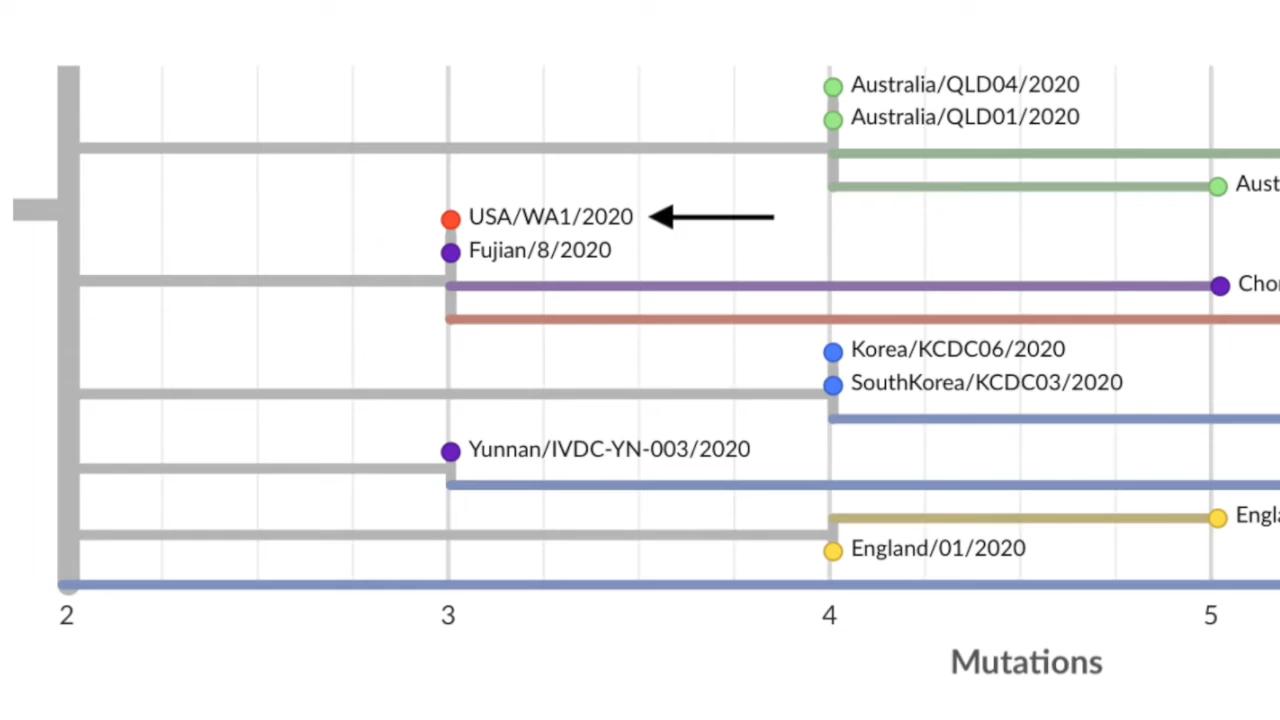 Australia/QLD04/2020
Australia/QLD01/2020
Aust
USA/WA1/2020
Fujian/8/2020
Chor
Korea/KCDC06/2020
SouthKorea/KCDC03/2020
Yunnan/IVDC-YN-003/2020
Engla
England/01/2020
2 3 4 5
Mutations